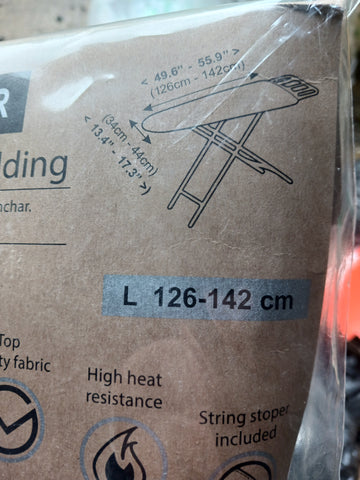 R
< 49.6" - 55.9" >
(126cm - 142cm)
(34cm - 44cm)
< 13.4" - 17.3" >)
lding
nchar.
L 126-142 cm
Top
ty fabric
High heat
resistance
String stoper
included